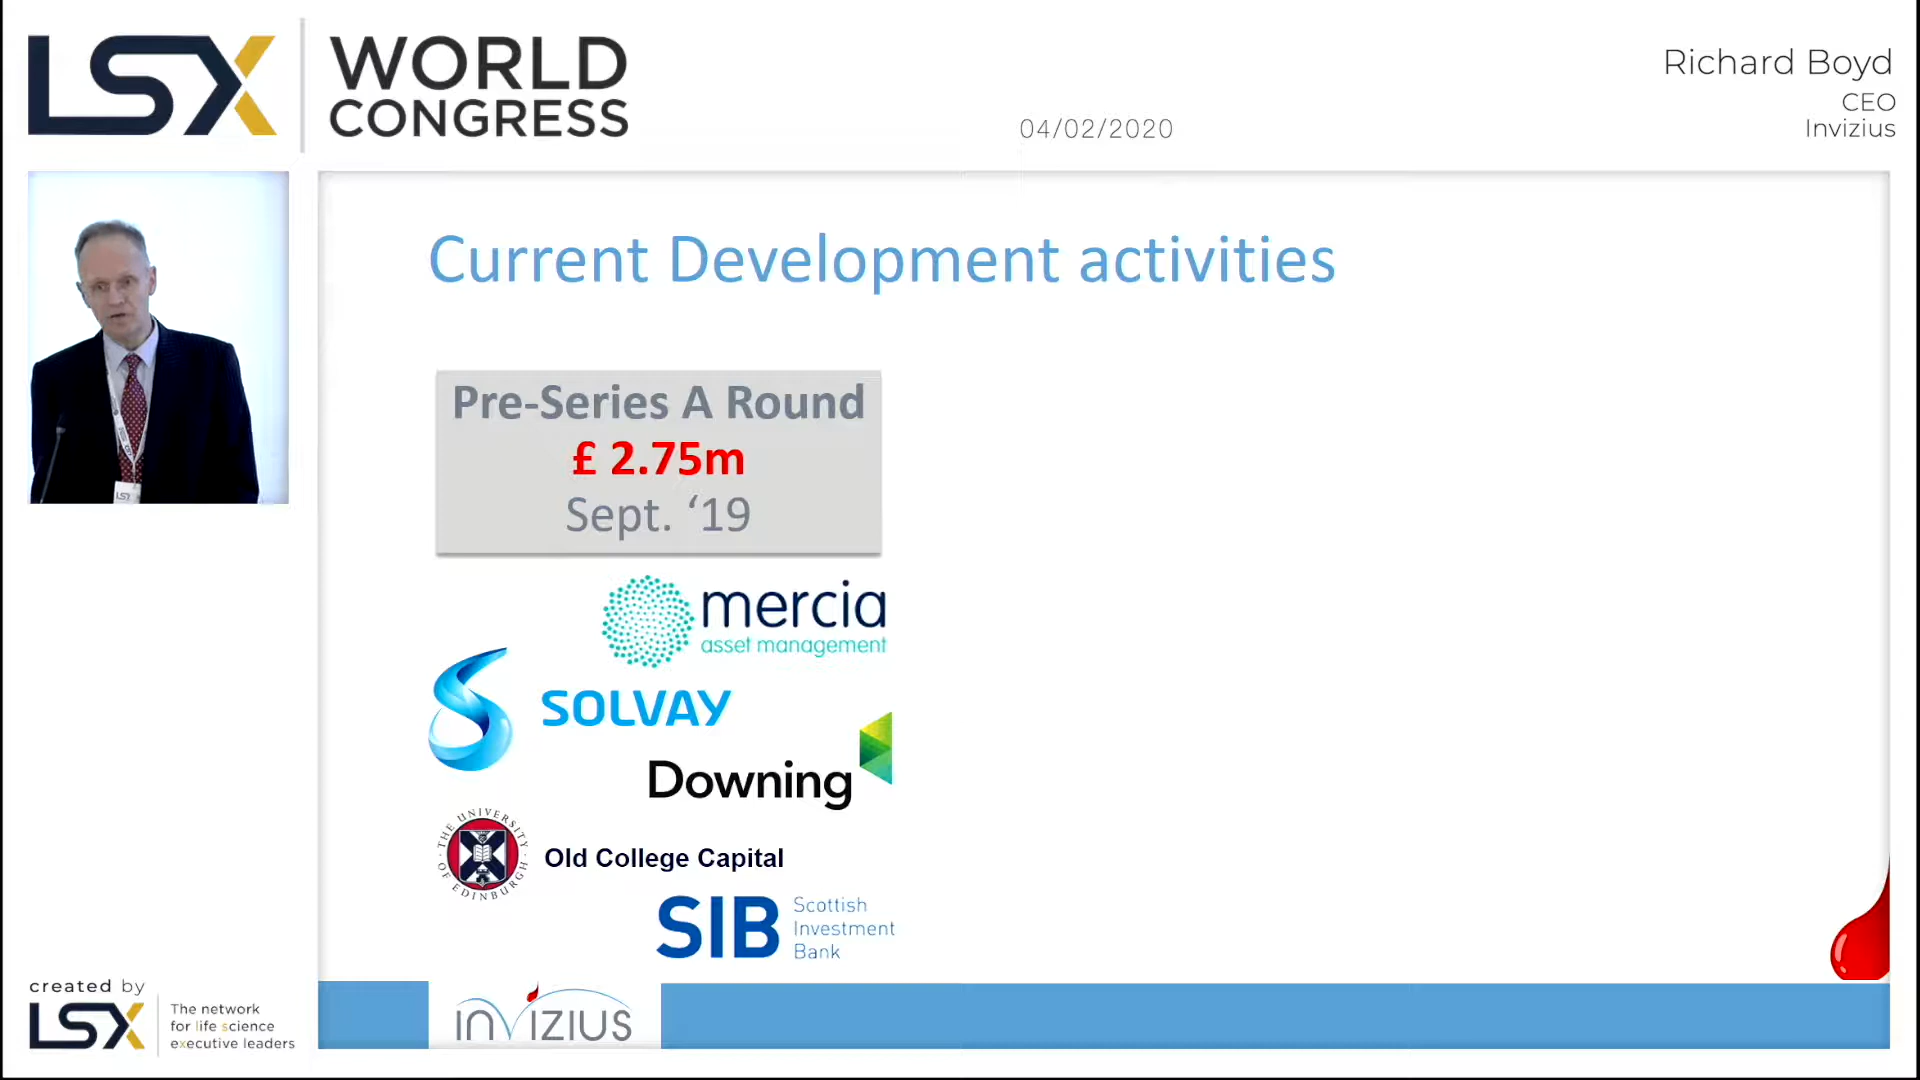 LSX
WORLD
CONGRESS
04/02/2020
Richard Boyd
CEO
Invizius
Current Development activities
Pre-Series A Round
£ 2.75m
Sept. ‘19
mercia
asset management
SOLVAY
Downing
THE UNIVERSITY OF EDINBURGH
Old College Capital
SIB
Scottish
Investment
Bank
created by
LSX
The network
for life science
executive leaders
INVIZIUS